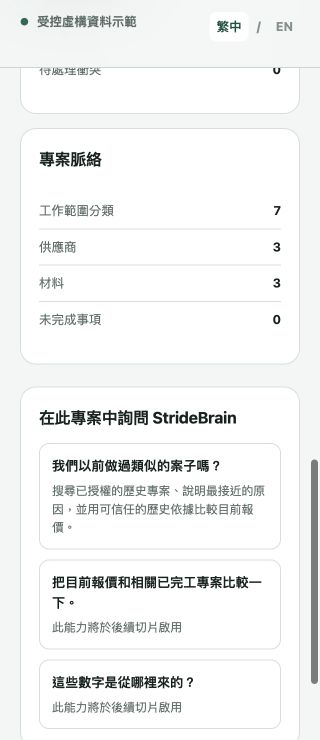 受控虛構資料示範
繁中 / EN
待處理衝突 0
專案脈絡
工作範圍分類 7
供應商 3
材料 3
未完成事項 0
在此專案中詢問 StrideBrain
我們以前做過類似的案子嗎？
搜尋已授權的歷史專案、說明最接近的原
因，並用可信任的歷史依據比較目前報
價。
把目前報價和相關已完工專案比較一
下。
此能力將於後續切片啟用
這些數字是從哪裡來的？
此能力將於後續切片啟用